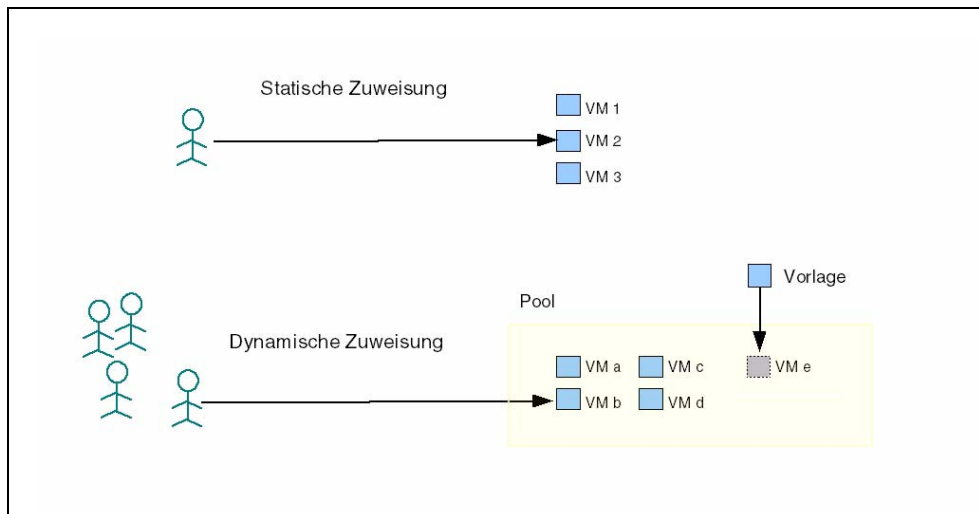 Statische Zuweisung
VM 1
VM 2
VM 3
Vorlage
Pool
Dynamische Zuweisung
VM a
VM c
VM e
VM b
VM d